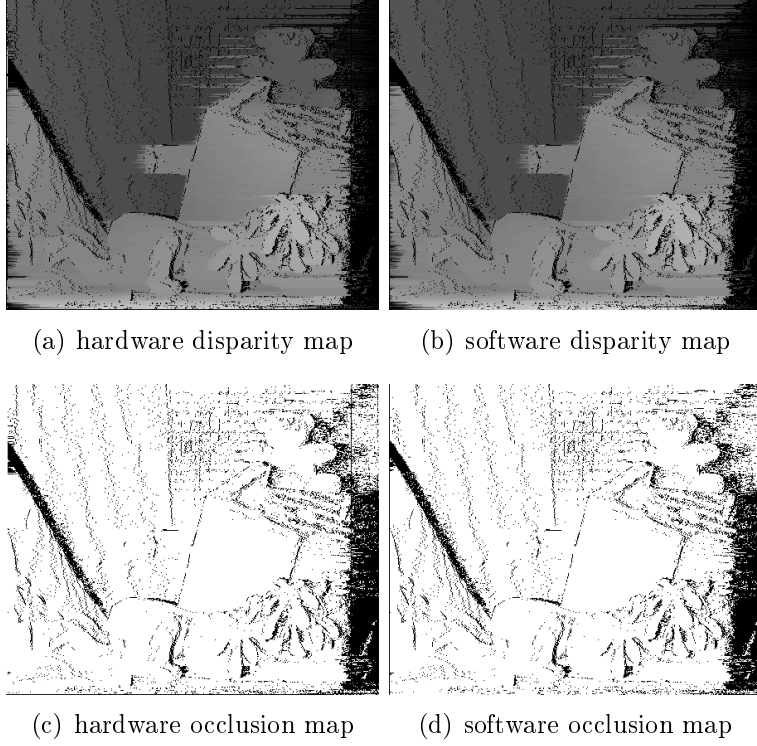 (a) hardware disparity map
(b) software disparity map
(c) hardware occlusion map
(d) software occlusion map